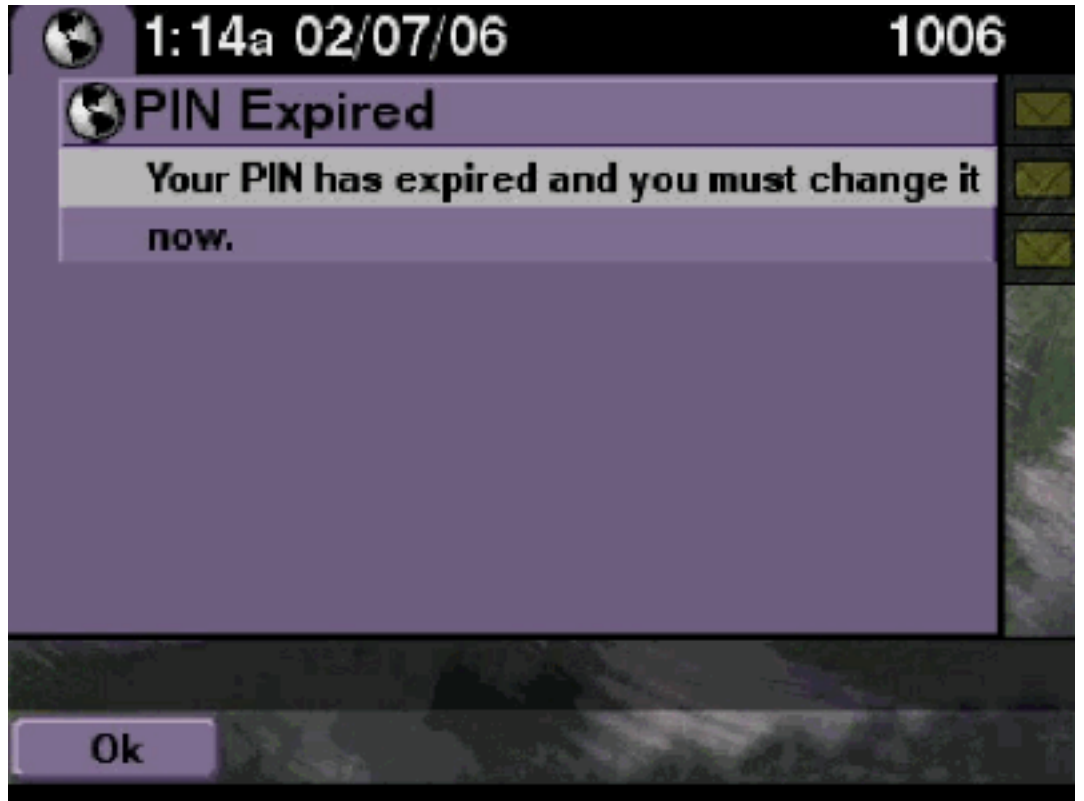 1:14a 02/07/06 1006
PIN Expired
Your PIN has expired and you must change it
now.
Ok